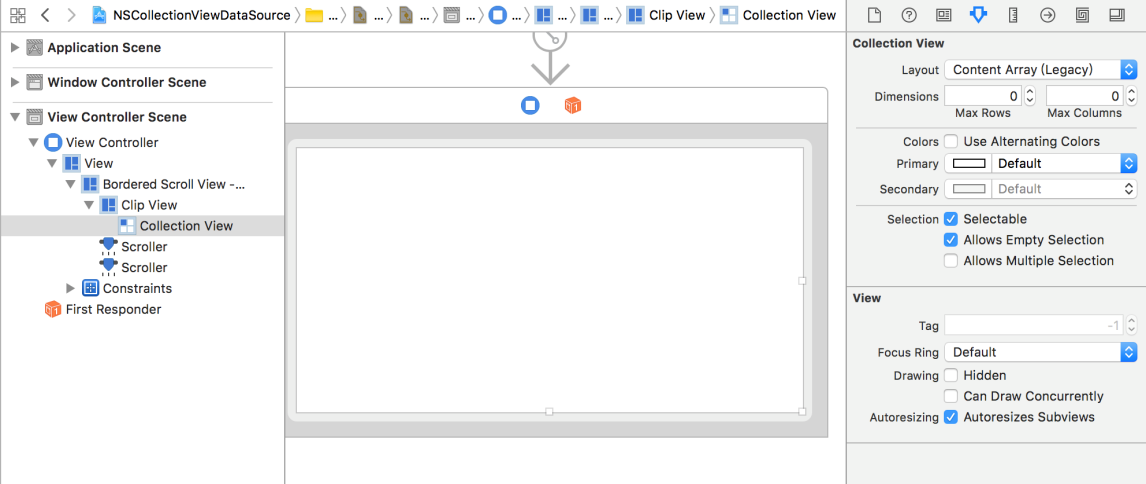 NSCollectionViewDataSource 〉 ... 〉 ... 〉 ... 〉 ... 〉 ... 〉 ... 〉 ... 〉 Clip View 〉 Collection View
Application Scene
Window Controller Scene
View Controller Scene
View Controller
View
Bordered Scroll View -...
Clip View
Collection View
Scroller
Scroller
Constraints
First Responder
Collection View
Layout Content Array (Legacy)
Dimensions 0 0
Max Rows Max Columns
Colors Use Alternating Colors
Primary Default
Secondary Default
Selection Selectable
Allows Empty Selection
Allows Multiple Selection
View
Tag -1
Focus Ring Default
Drawing Hidden
Can Draw Concurrently
Autoresizing Autoresizes Subviews